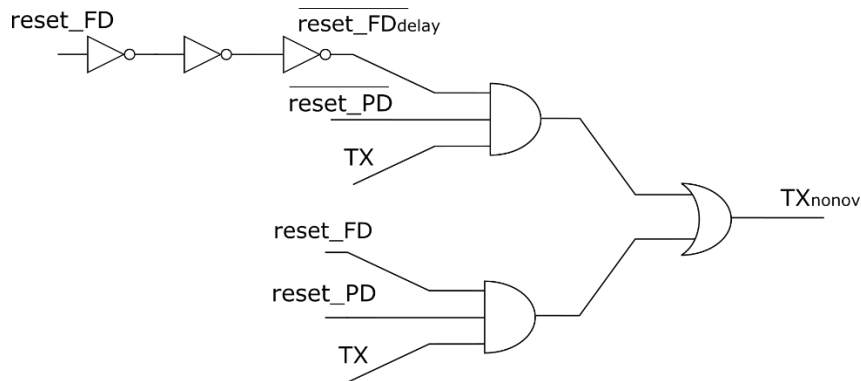 reset_FD
reset_FDdelay
reset_PD
TX
TXnonov
reset_FD
reset_PD
TX